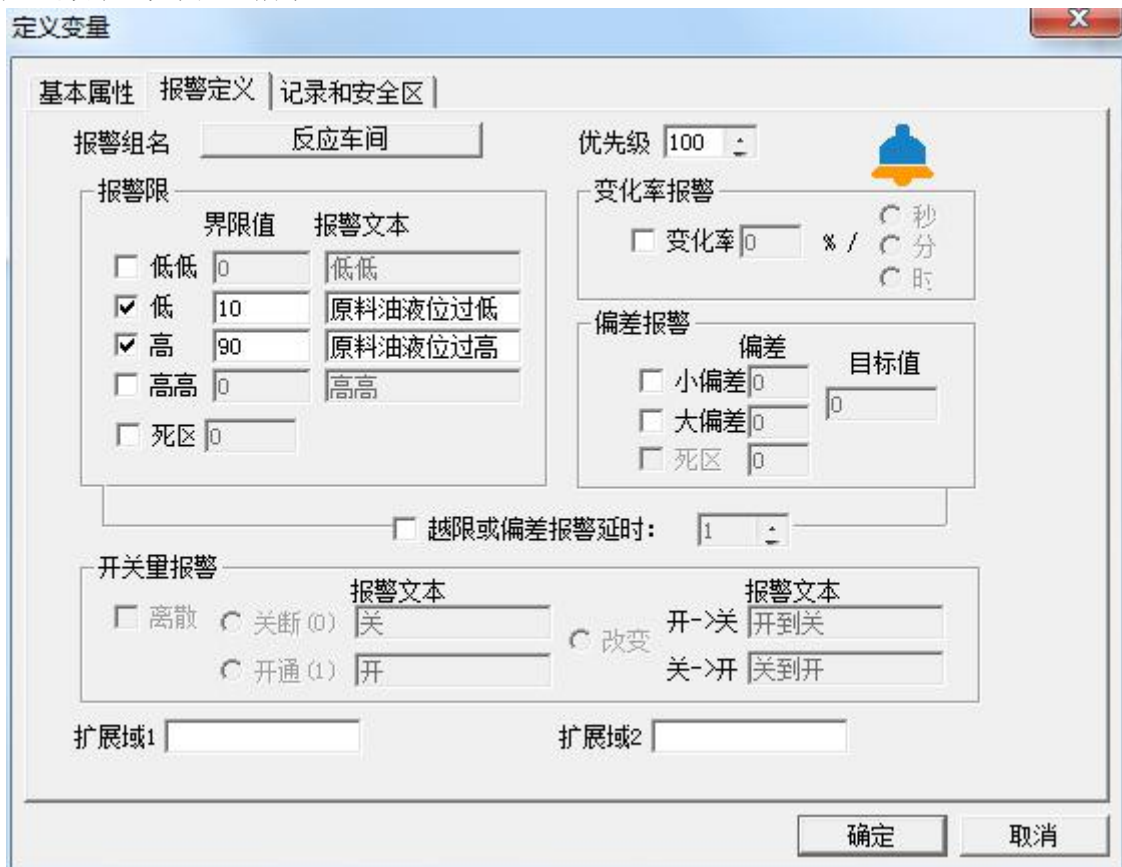 定义变量
基本属性 报警定义 记录和安全区
报警组名 反应车间 优先级 100
报警限
界限值 报警文本
低低 0 低低
低 10 原料油液位过低
高 90 原料油液位过高
高高 0 高高
死区 0
变化率报警
变化率 0 % / 秒
分
时
偏差报警
偏差 目标值
小偏差 0 0
大偏差 0
死区 0
越限或偏差报警延时: 1
开关量报警
报警文本 报警文本
离散 关断(0) 关 改变 开->关 开到关
开通(1) 开 关->开 关到开
扩展域1 扩展域2
确定 取消